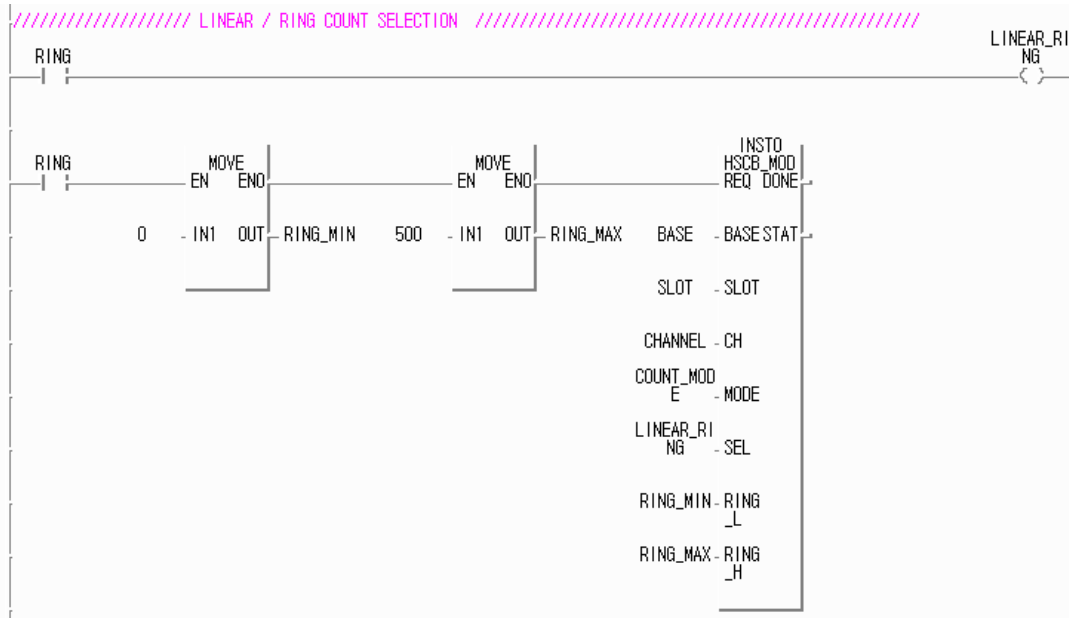 //////////////////// LINEAR / RING COUNT SELECTION //////////////////////////////////////////////////
LINEAR_RI
NG
RING
RING
MOVE
EN ENO
MOVE
EN ENO
INST0
HSCB_MOD
REQ DONE
0 IN1 OUT RING_MIN 500 IN1 OUT RING_MAX BASE BASE STAT
SLOT SLOT
CHANNEL CH
COUNT_MOD
E MODE
LINEAR_RI
NG SEL
RING_MIN RING
_L
RING_MAX RING
_H